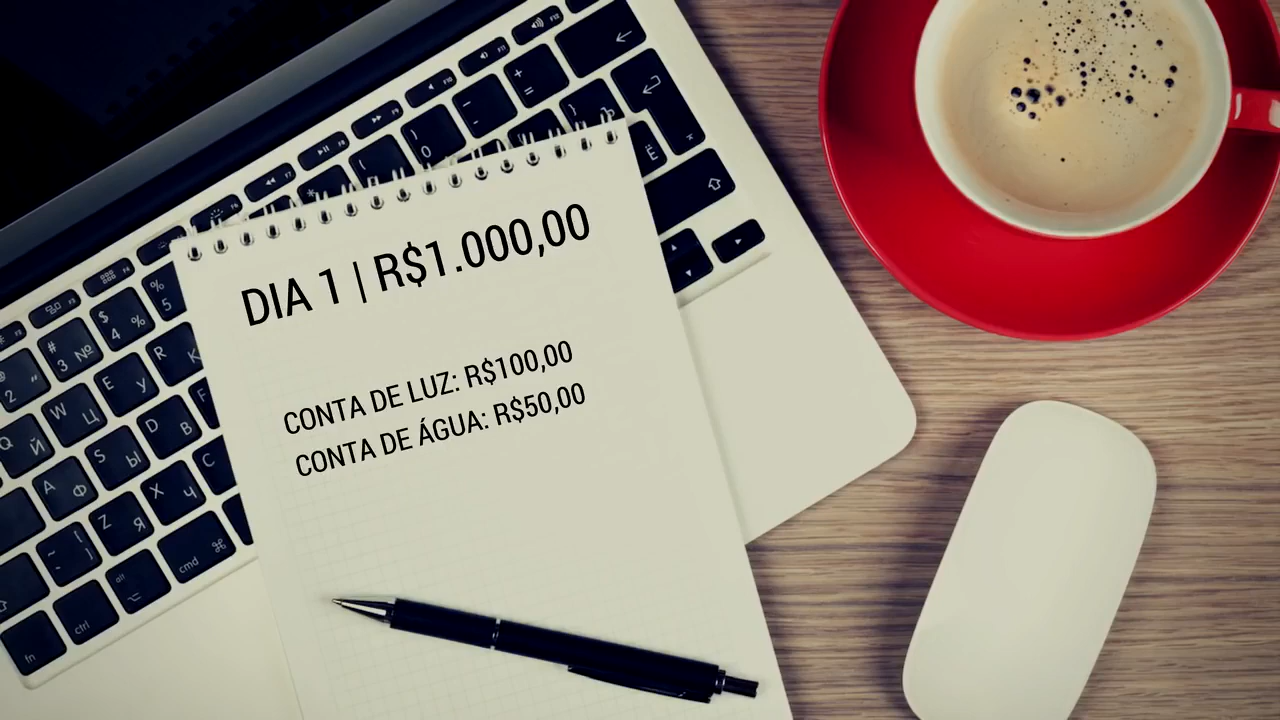 DIA 1 | R$1.000,00
CONTA DE LUZ: R$100,00
CONTA DE ÁGUA: R$50,00